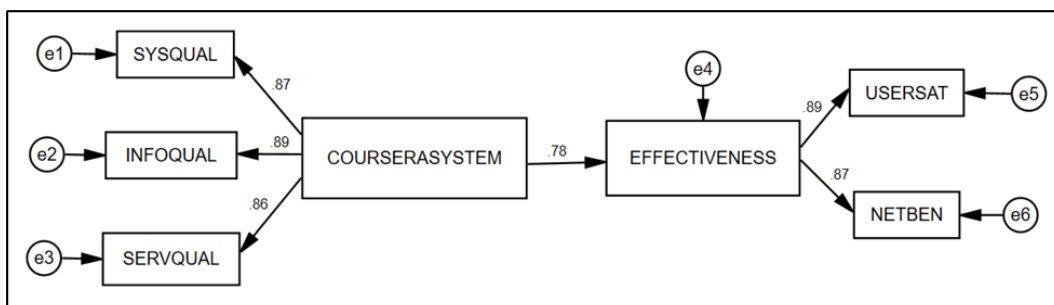 e1
SYSQUAL
.87
e2
INFOQUAL
.89
e3
SERVQUAL
.86
COURSERASYSTEM
.78
e4
EFFECTIVENESS
.89
USERSAT
e5
.87
NETBEN
e6